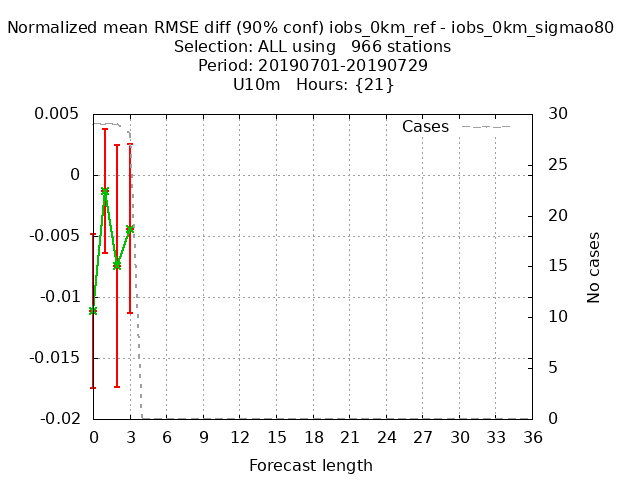 Normalized mean RMSE diff (90% conf) iobs_0km_ref - iobs_0km_sigmao80
Selection: ALL using   966 stations
Period: 20190701-20190729
U10m   Hours: {21}
0.005
0
-0.005
-0.01
-0.015
-0.02
Cases
30
25
20
15
10
5
0
No cases
0 3 6 9 12 15 18 21 24 27 30 33 36
Forecast length